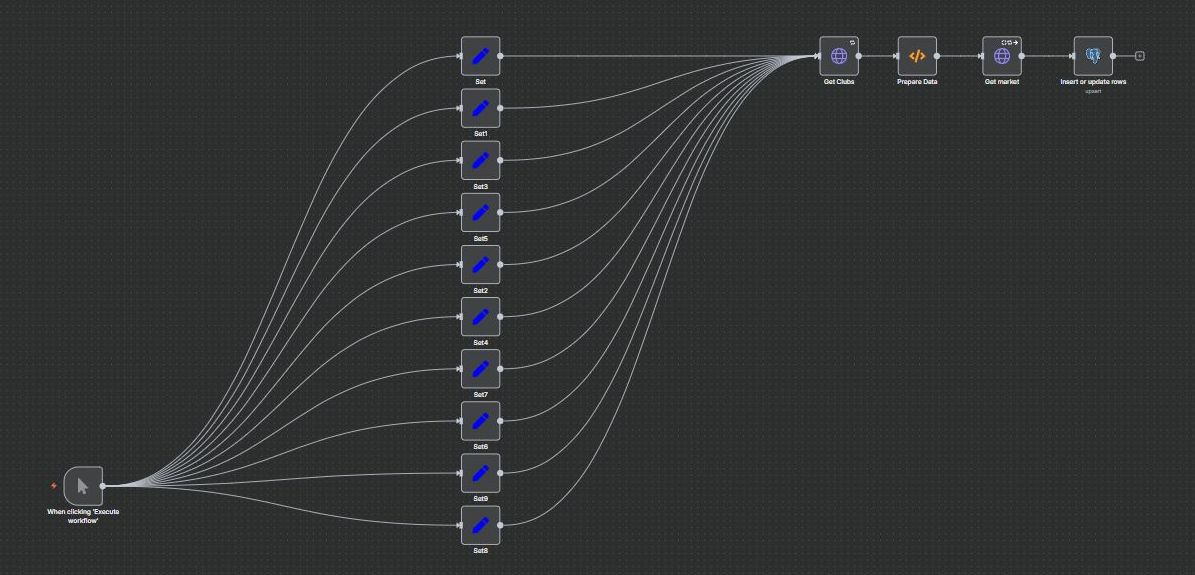 Set
Get Clubs
Prepare Data
Get market
Insert or update rows
upsert
Set1
Set3
Set5
Set2
Set4
Set7
Set6
Set9
When clicking 'Execute
workflow'
Set8